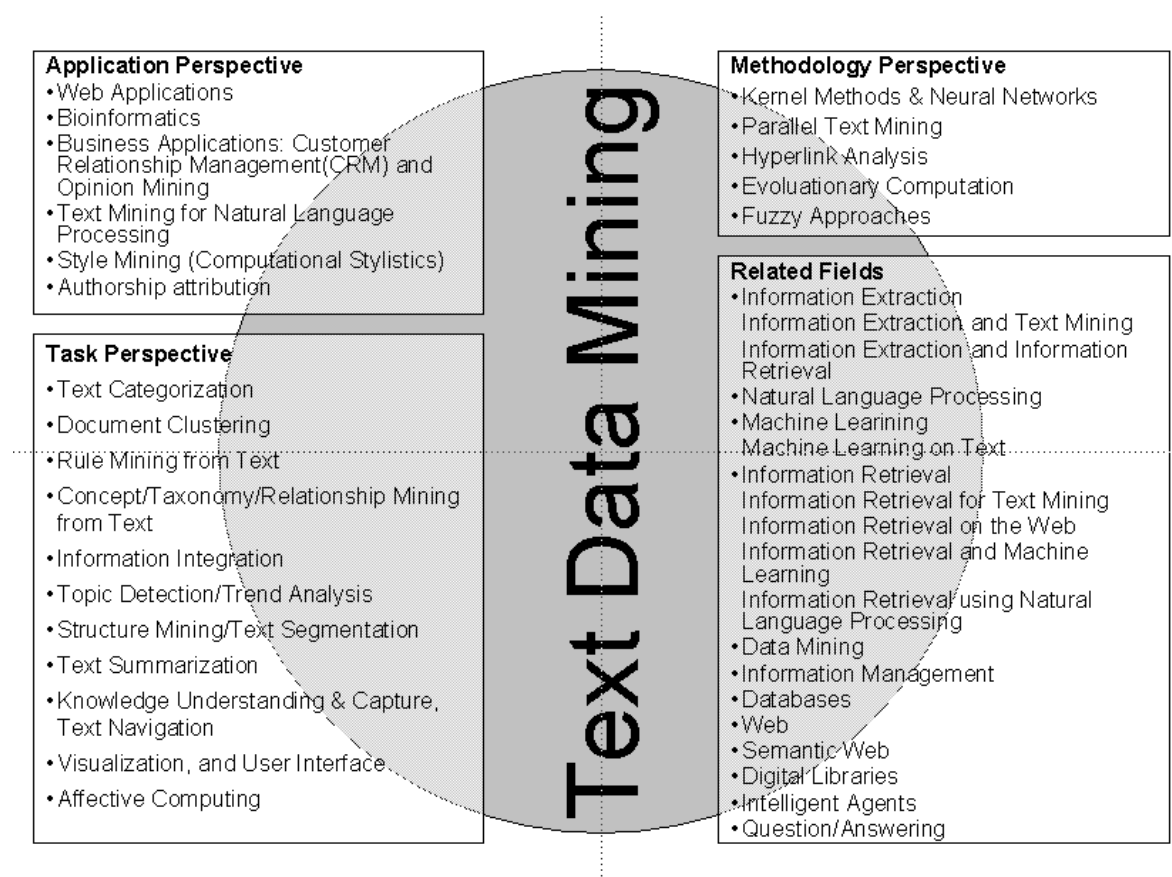 Application Perspective
•Web Applications
•Bioinformatics
•Business Applications: Customer
Relationship Management(CRM) and
Opinion Mining
•Text Mining for Natural Language
Processing
•Style Mining (Computational Stylistics)
•Authorship attribution
Task Perspective
•Text Categorization
•Document Clustering
•Rule Mining from Text
•Concept/Taxonomy/Relationship Mining
from Text
•Information Integration
•Topic Detection/Trend Analysis
•Structure Mining/Text Segmentation
•Text Summarization
•Knowledge Understanding & Capture,
Text Navigation
•Visualization, and User Interface
•Affective Computing
Text Data Mining
Methodology Perspective
•Kernel Methods & Neural Networks
•Parallel Text Mining
•Hyperlink Analysis
•Evoluationary Computation
•Fuzzy Approaches
Related Fields
•Information Extraction
Information Extraction and Text Mining
Information Extraction and Information
Retrieval
•Natural Language Processing
•Machine Learining
Machine Learning on Text
•Information Retrieval
Information Retrieval for Text Mining
Information Retrieval on the Web
Information Retrieval and Machine
Learning
Information Retrieval using Natural
Language Processing
•Data Mining
•Information Management
•Databases
•Web
•Semantic Web
•Digital Libraries
•Intelligent Agents
•Question/Answering